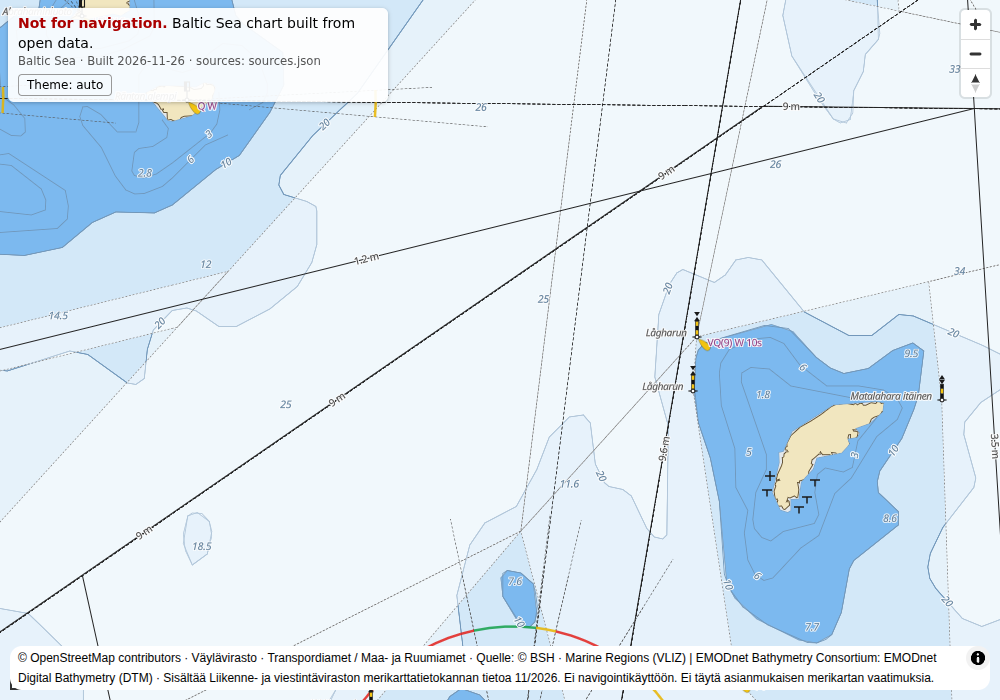 Not for navigation. Baltic Sea chart built from
open data.
Baltic Sea · Built 2026-11-26 · sources: sources.json
Theme: auto
Q W
9 m
33
20
26
20
3
6
10
2.8
26
9 m
12
1.2 m
34
14.5
20
25
20
20
Lågharun
VQ(9) W 10s
9.5
6
Lågharun
1.8
Matalahara itäinen
25
9 m
9.6 m
5
3
10
3.5 m
20
11.6
8.6
9 m
18.5
7.6
10
6
10
20
7.7
© OpenStreetMap contributors · Väylävirasto · Transpordiamet / Maa- ja Ruumiamet · Quelle: © BSH · Marine Regions (VLIZ) | EMODnet Bathymetry Consortium: EMODnet
Digital Bathymetry (DTM) · Sisältää Liikenne- ja viestintäviraston merikarttatietokannan tietoa 11/2026. Ei navigointikäyttöön. Ei täytä asianmukaisen merikartan vaatimuksia.